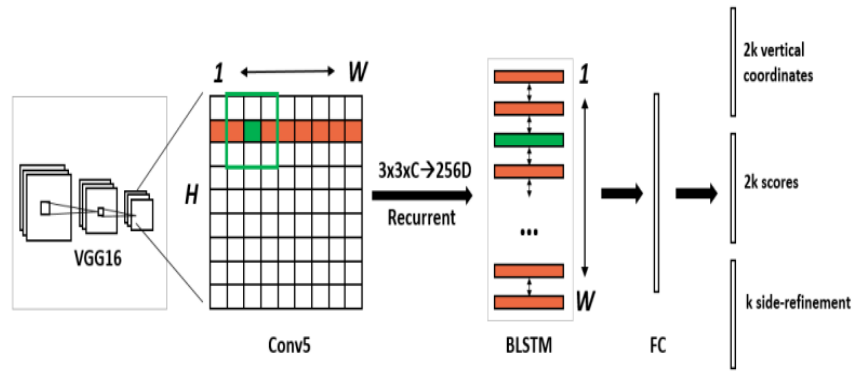 1
W
H
VGG16
Conv5
3x3xC→256D
Recurrent
1
...
W
BLSTM
FC
2k vertical
coordinates
2k scores
k side-refinement